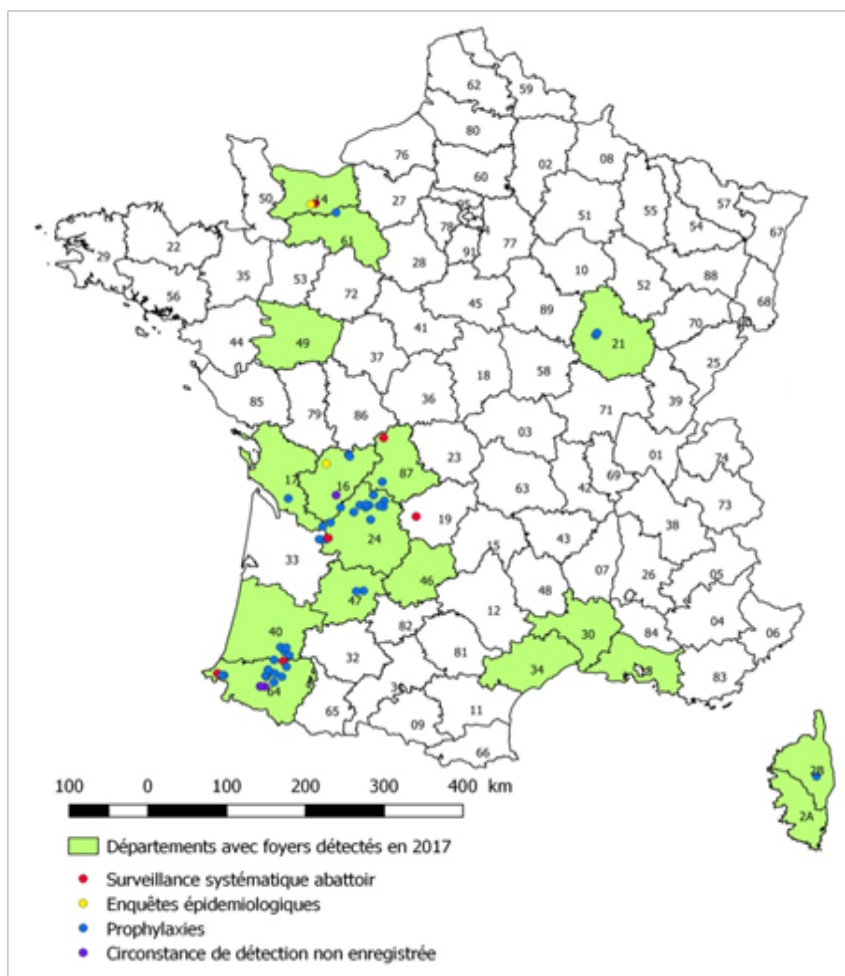 62 59
80
76 02 08
60
50 14 27 95 51 55 57
78 54 67
61 77
29 22 28 91 10 88
35 53 52 68
56 72 45 89 70
41
44 49 21 25
37 18 58
85 36 39
79 86 71
03
17 16 87 23 01 74
42 69
63 73
19 38
24 15 43
33 07 26 05
46 48
47 12
40 82 30 84 04 06
32 81 34
64 83
65 11
09
66
2B
2A
100 0 100 200 300 400 km
Départements avec foyers détectés en 2017
Surveillance systématique abattoir
Enquêtes épidemiologiques
Prophylaxies
Circonstance de détection non enregistrée